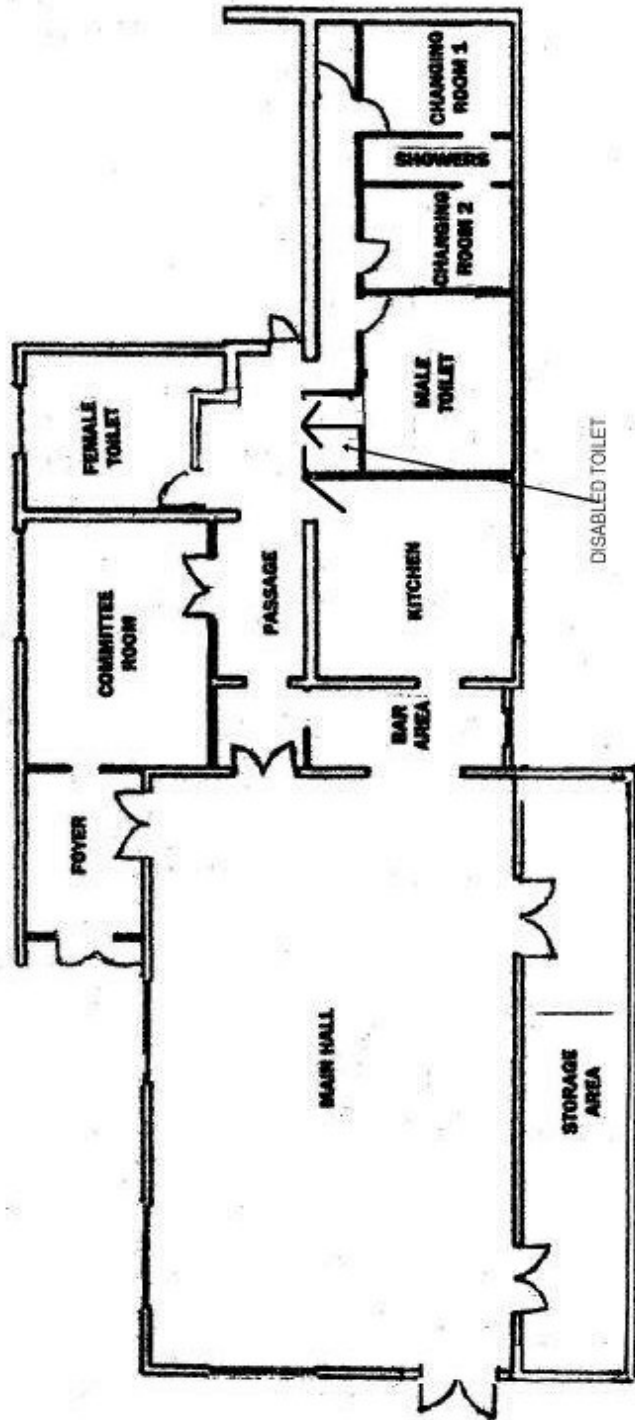 FEMALE
TOILET
COMMITTEE
ROOM
FOYER
PASSAGE
CHANGING
ROOM 1
SHOWERS
CHANGING
ROOM 2
MALE
TOILET
DISABLED TOILET
KITCHEN
BAR
AREA
MAIN HALL
STORAGE
AREA